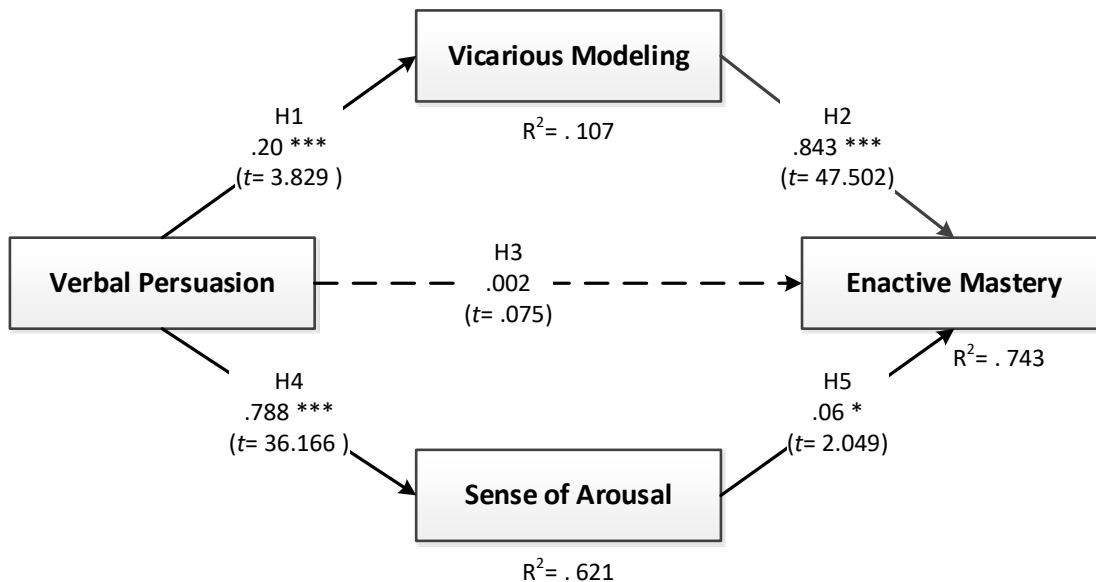 Vicarious Modeling
R²= . 107
H1
.20 ***
(t= 3.829 )
H2
.843 ***
(t= 47.502)
Verbal Persuasion
H3
.002
(t= .075)
Enactive Mastery
R²= . 743
H4
.788 ***
(t= 36.166 )
H5
.06 *
(t= 2.049)
Sense of Arousal
R²= . 621